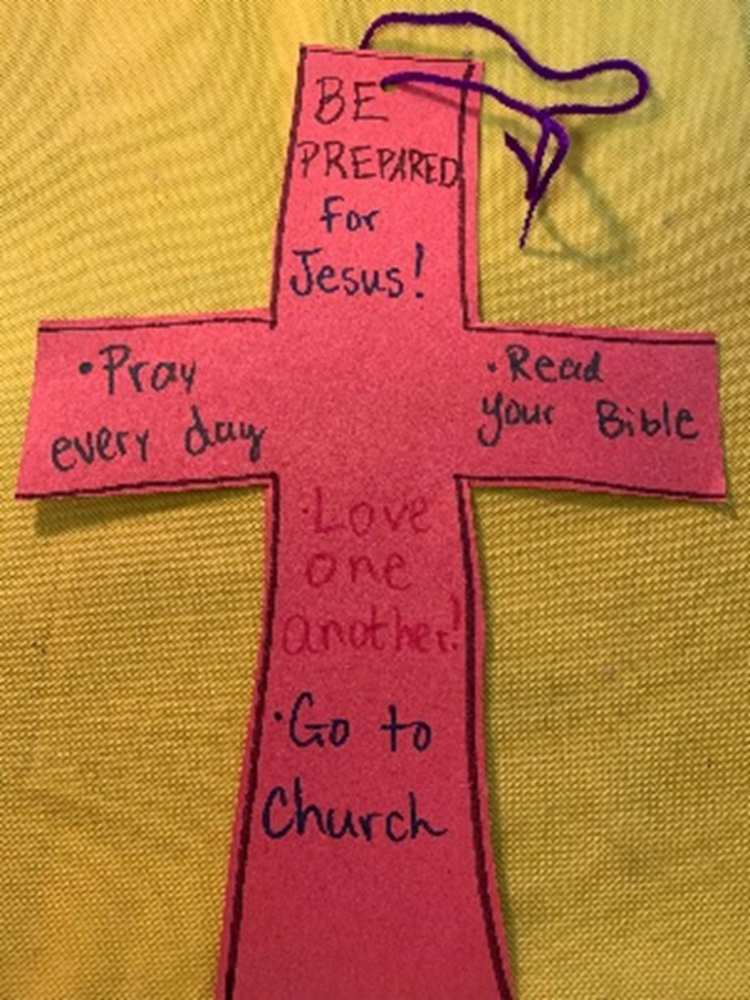 BE
PREPARED
For
Jesus!
•Pray
every day
•Read
your Bible
•Love
one
another!
•Go to
Church